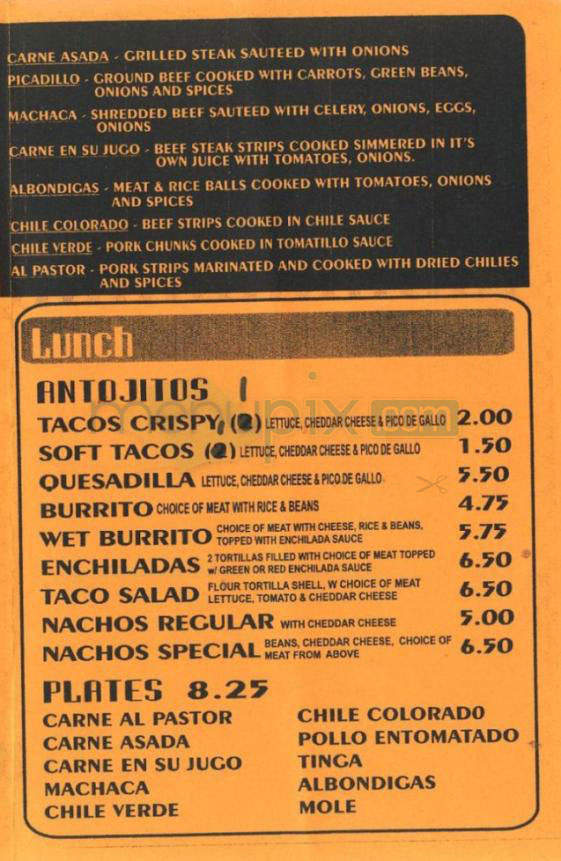 CARNE ASADA - GRILLED STEAK SAUTEED WITH ONIONS
PICADILLO - GROUND BEEF COOKED WITH CARROTS, GREEN BEANS,
ONIONS AND SPICES
MACHACA - SHREDDED BEEF SAUTEED WITH CELERY, ONIONS, EGGS,
ONIONS
CARNE EN SU JUGO - BEEF STEAK STRIPS COOKED SIMMERED IN IT'S
OWN JUICE WITH TOMATOES, ONIONS.
ALBONDIGAS - MEAT & RICE BALLS COOKED WITH TOMATOES, ONIONS
AND SPICES
CHILE COLORADO - BEEF STRIPS COOKED IN CHILE SAUCE
CHILE VERDE - PORK CHUNKS COOKED IN TOMATILLO SAUCE
AL PASTOR - PORK STRIPS MARINATED AND COOKED WITH DRIED CHILIES
AND SPICES
Lunch
ANTOJITOS 1
TACOS CRISPY, (2) LETTUCE, CHEDDAR CHEESE & PICO DE GALLO 2.00
SOFT TACOS (2) LETTUCE, CHEDDAR CHEESE & PICO DE GALLO 1.50
QUESADILLA LETTUCE, CHEDDAR CHEESE & PICO DE GALLO 5.50
BURRITO CHOICE OF MEAT WITH RICE & BEANS 4.75
WET BURRITO CHOICE OF MEAT WITH CHEESE, RICE & BEANS, TOPPED WITH ENCHILADA SAUCE 5.75
ENCHILADAS 2 TORTILLAS FILLED WITH CHOICE OF MEAT TOPPED w/ GREEN OR RED ENCHILADA SAUCE 6.50
TACO SALAD FLOUR TORTILLA SHELL, W CHOICE OF MEAT LETTUCE, TOMATO & CHEDDAR CHEESE 6.50
NACHOS REGULAR WITH CHEDDAR CHEESE 5.00
NACHOS SPECIAL BEANS, CHEDDAR CHEESE, CHOICE OF MEAT FROM ABOVE 6.50
menupix.com
PLATES 8.25
CARNE AL PASTOR
CARNE ASADA
CARNE EN SU JUGO
MACHACA
CHILE VERDE
CHILE COLORADO
POLLO ENTOMATADO
TINGA
ALBONDIGAS
MOLE